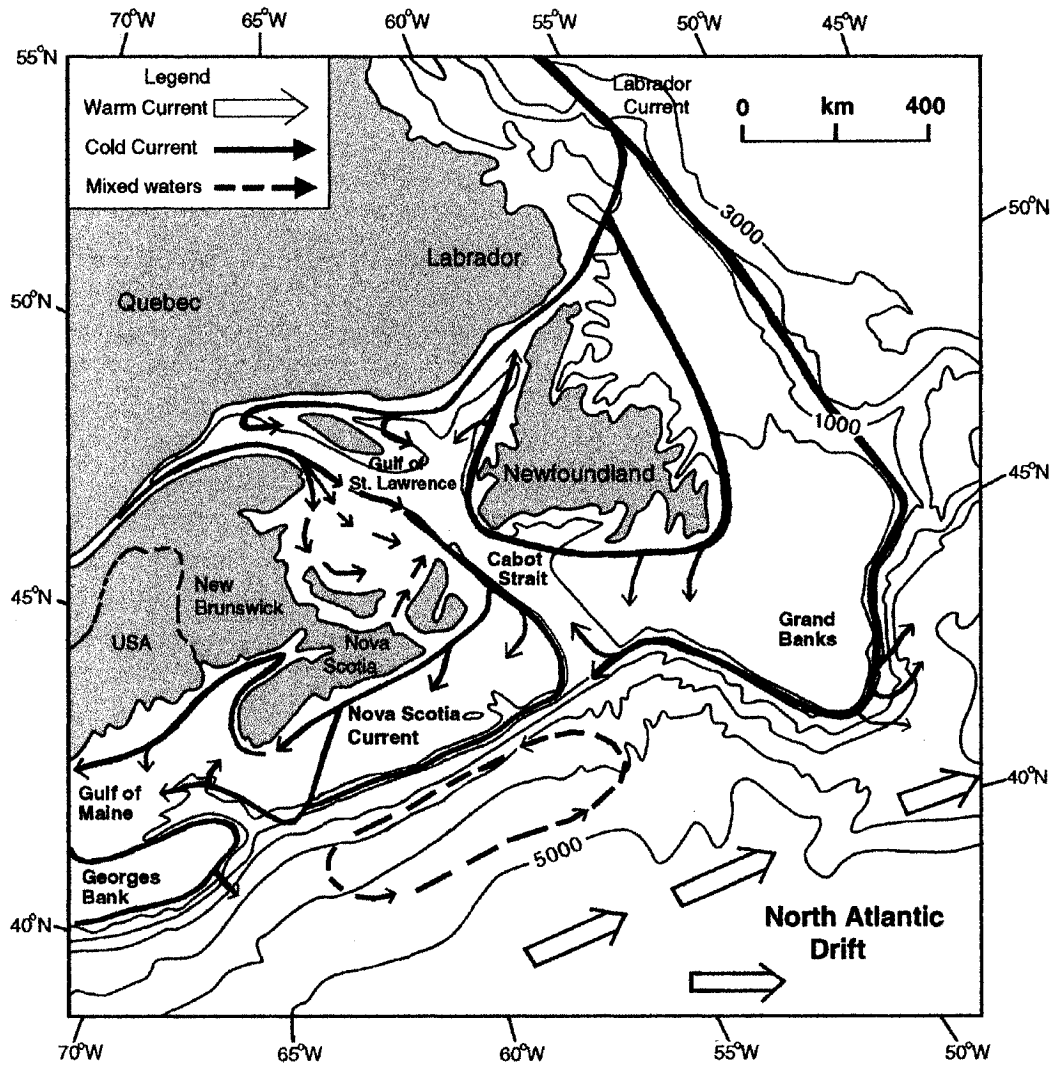 70°W 65°W 60°W 55°W 50°W 45°W
55°N
Legend
Warm Current
Cold Current
Mixed waters
Labrador
Current
0 km 400
3000
50°N
Labrador
Quebec
50°N
1000
Gulf of
St. Lawrence
Newfoundland
45°N
Cabot
Strait
45°N
New
Brunswick
USA
Nova
Scotia
Grand
Banks
Nova Scotia
Current
40°N
Gulf of
Maine
5000
Georges
Bank
40°N
North Atlantic
Drift
70°W 65°W 60°W 55°W 50°W